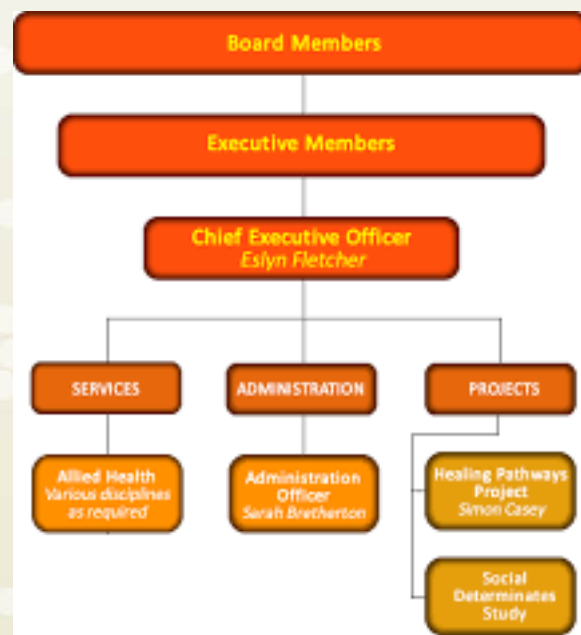 Board Members
Executive Members
Chief Executive Officer
Eslyn Fletcher
SERVICES
ADMINISTRATION
PROJECTS
Allied Health
Various disciplines
as required
Administration
Officer
Sarah Bretherton
Healing Pathways
Project
Simon Casey
Social
Determinates
Study